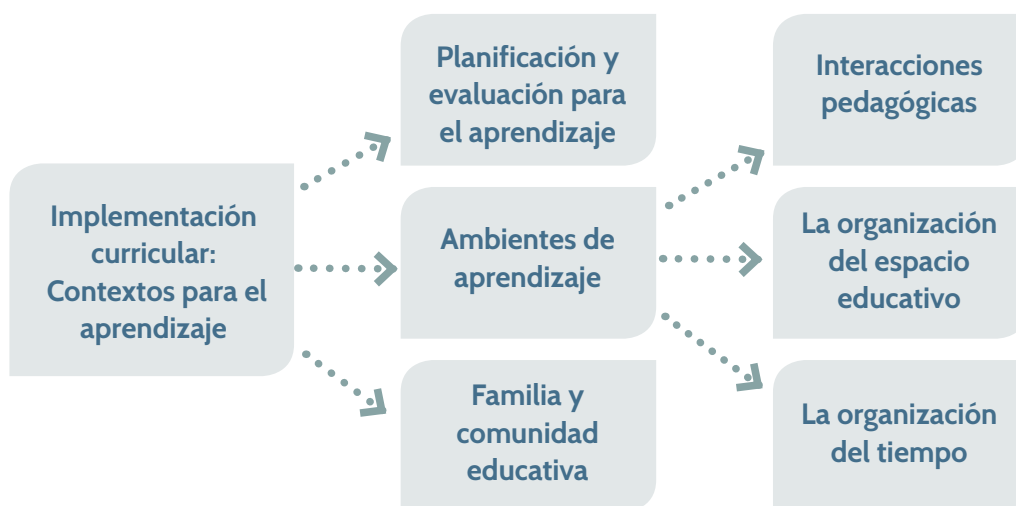 Implementación
curricular:
Contextos para el
aprendizaje
Planificación y
evaluación para
el aprendizaje
Ambientes de
aprendizaje
Familia y
comunidad
educativa
Interacciones
pedagógicas
La organización
del espacio
educativo
La organización
del tiempo